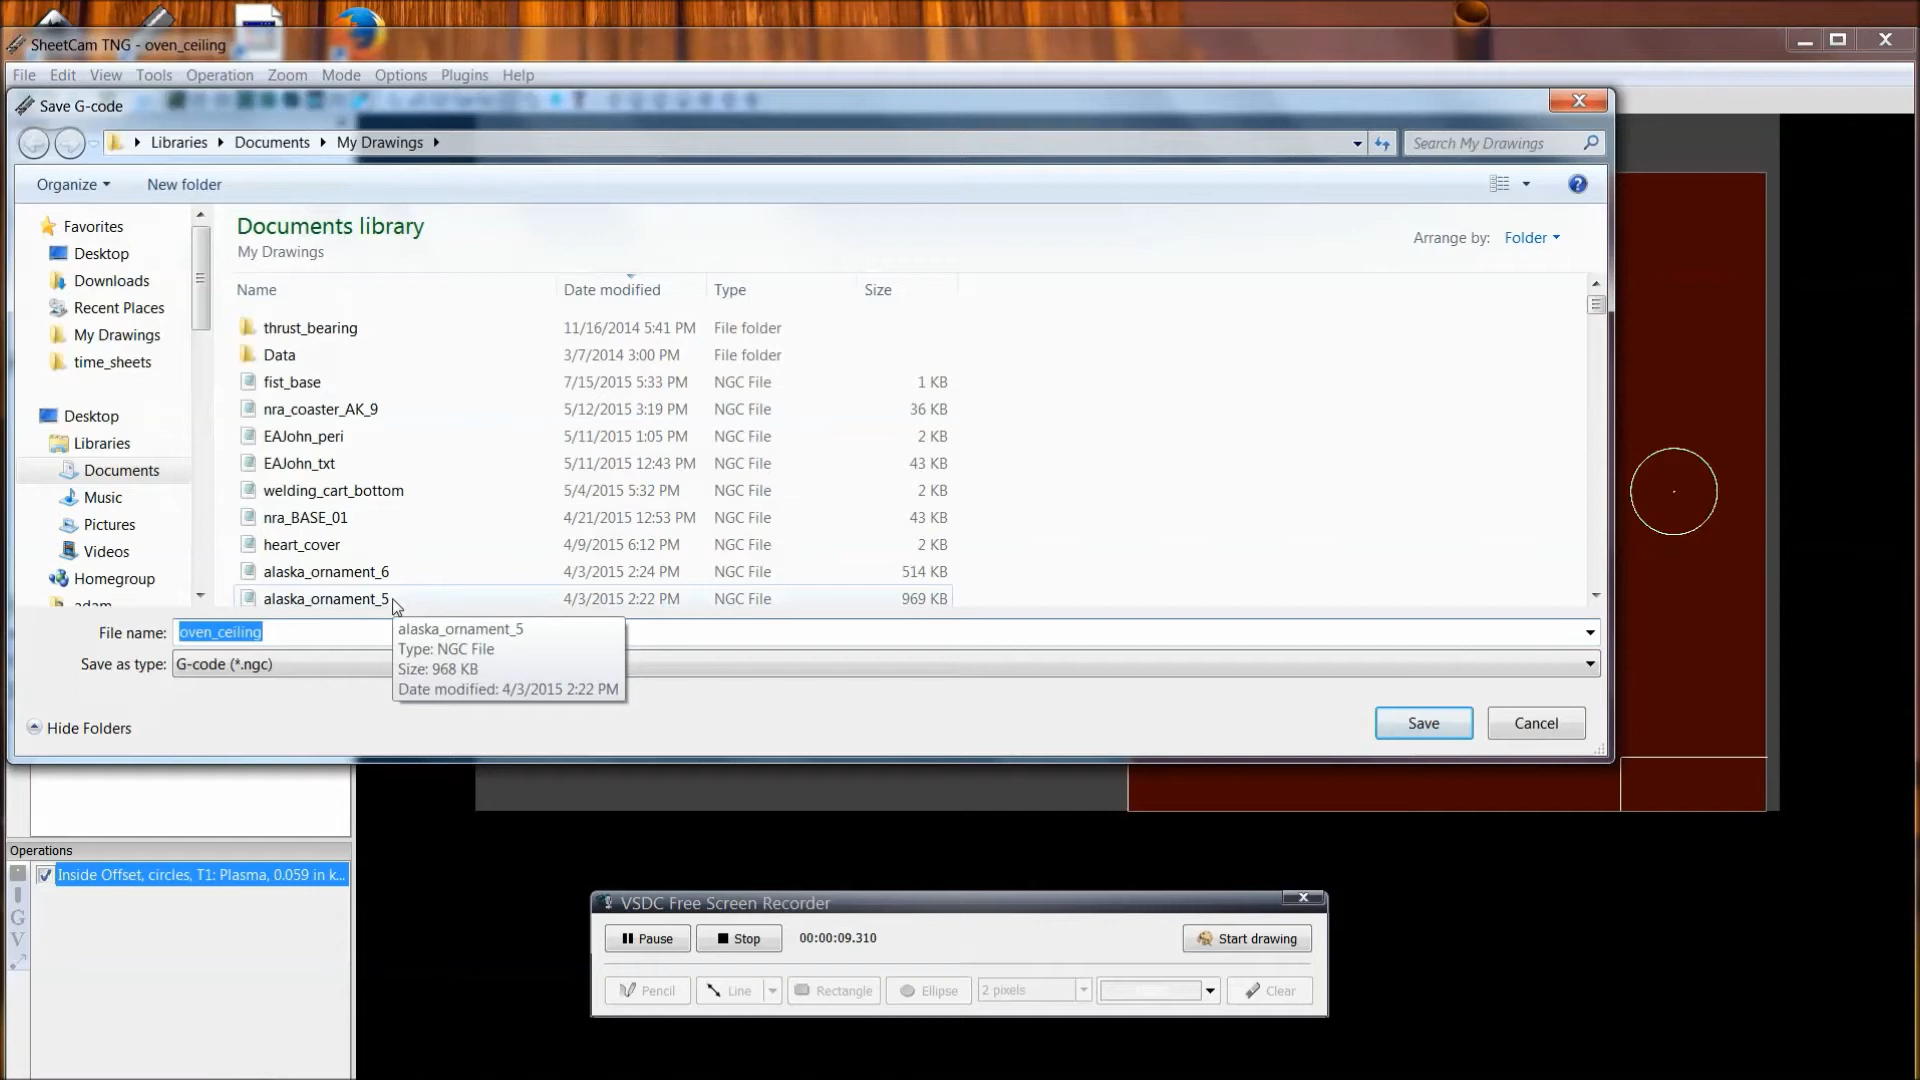 SheetCam TNG - oven_ceiling
File Edit View Tools Operation Zoom Mode Options Plugins Help
Save G-code
Libraries Documents My Drawings
Search My Drawings
Organize New folder
Documents library
My Drawings
Arrange by: Folder
Favorites
Desktop
Downloads
Recent Places
My Drawings
time_sheets
Desktop
Libraries
Documents
Music
Pictures
Videos
Homegroup
adam
Name Date modified Type Size
thrust_bearing 11/16/2014 5:41 PM File folder
Data 3/7/2014 3:00 PM File folder
fist_base 7/15/2015 5:33 PM NGC File 1 KB
nra_coaster_AK_9 5/12/2015 3:19 PM NGC File 36 KB
EAJohn_peri 5/11/2015 1:05 PM NGC File 2 KB
EAJohn_txt 5/11/2015 12:43 PM NGC File 43 KB
welding_cart_bottom 5/4/2015 5:32 PM NGC File 2 KB
nra_BASE_01 4/21/2015 12:53 PM NGC File 43 KB
heart_cover 4/9/2015 6:12 PM NGC File 2 KB
alaska_ornament_6 4/3/2015 2:24 PM NGC File 514 KB
alaska_ornament_5 4/3/2015 2:22 PM NGC File 969 KB
File name: oven_ceiling
Save as type: G-code (*.ngc)
alaska_ornament_5
Type: NGC File
Size: 968 KB
Date modified: 4/3/2015 2:22 PM
Hide Folders
Save Cancel
Operations
Inside Offset, circles, T1: Plasma, 0.059 in k...
G
V
VSDC Free Screen Recorder
Pause Stop 00:00:09.310 Start drawing
Pencil Line Rectangle Ellipse 2 pixels Clear